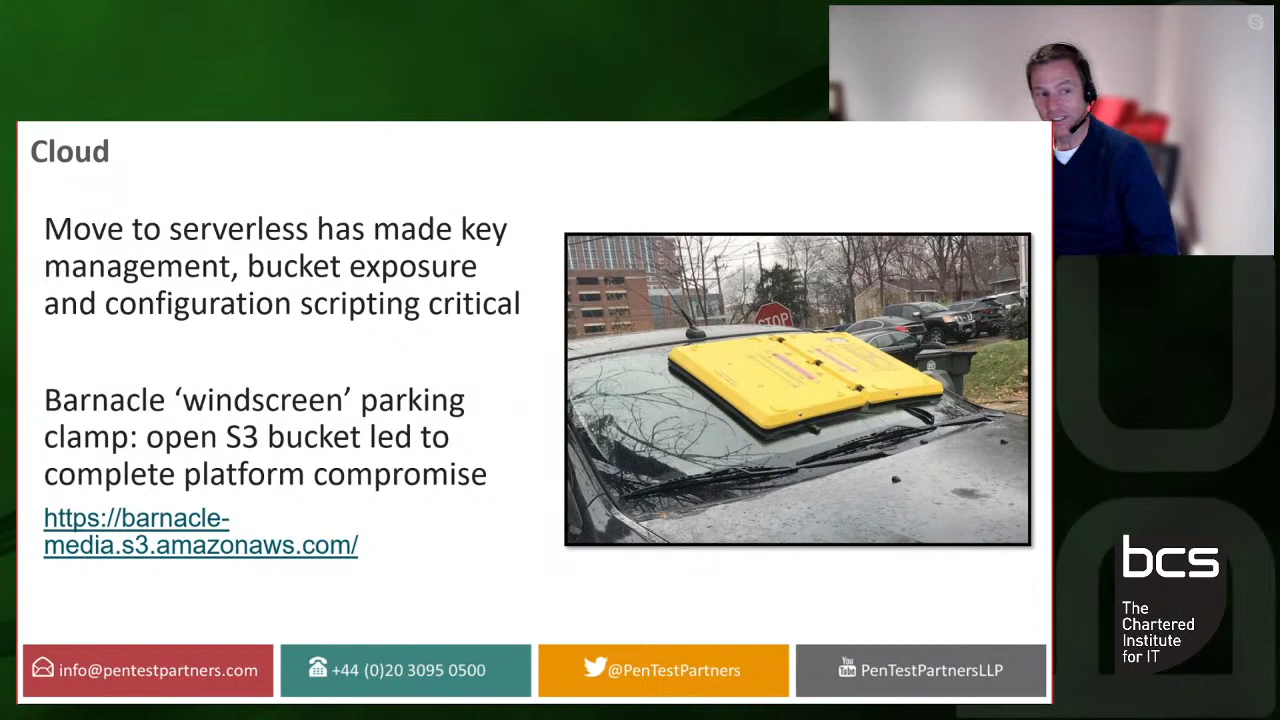 Cloud
Move to serverless has made key
management, bucket exposure
and configuration scripting critical
STOP
Barnacle ‘windscreen’ parking
clamp: open S3 bucket led to
complete platform compromise
https://barnacle-
media.s3.amazonaws.com/
bcs
The
Chartered
Institute
for IT
info@pentestpartners.com
+44 (0)20 3095 0500
@PenTestPartners
You
Tube
PenTestPartnersLLP